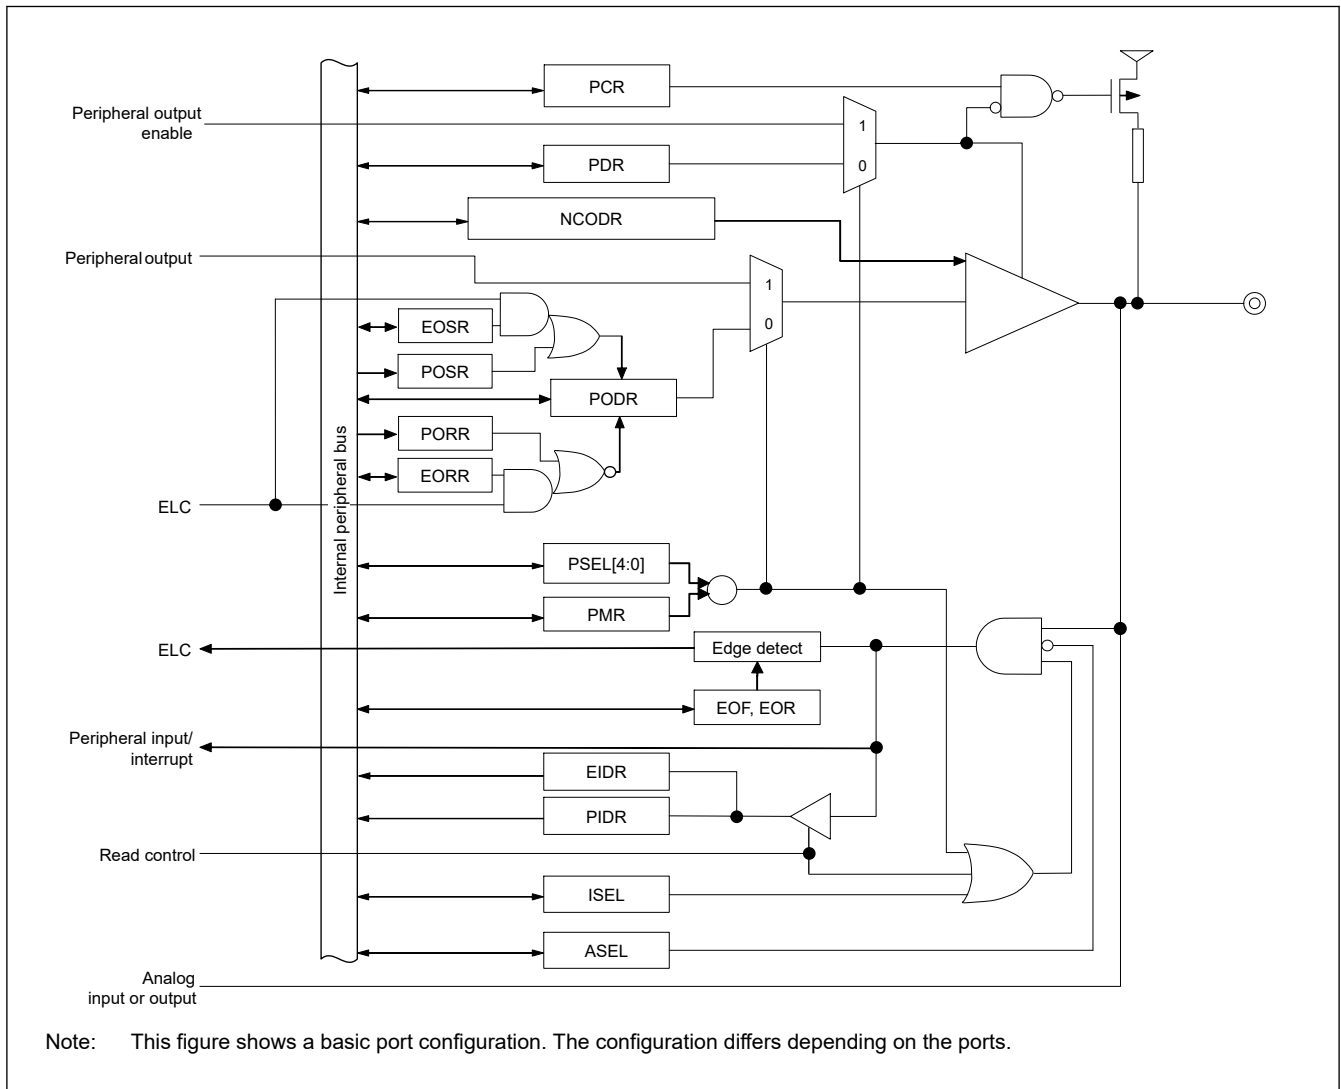 PCR
Peripheral output
enable
1
PDR
0
NCODR
Peripheral output
1
EOSR
0
POSR
PODR
PORR
EORR
Internal peripheral bus
ELC
PSEL[4:0]
PMR
ELC
Edge detect
EOF, EOR
Peripheral input/
interrupt
EIDR
PIDR
Read control
ISEL
ASEL
Analog
input or output
Note: This figure shows a basic port configuration. The configuration differs depending on the ports.